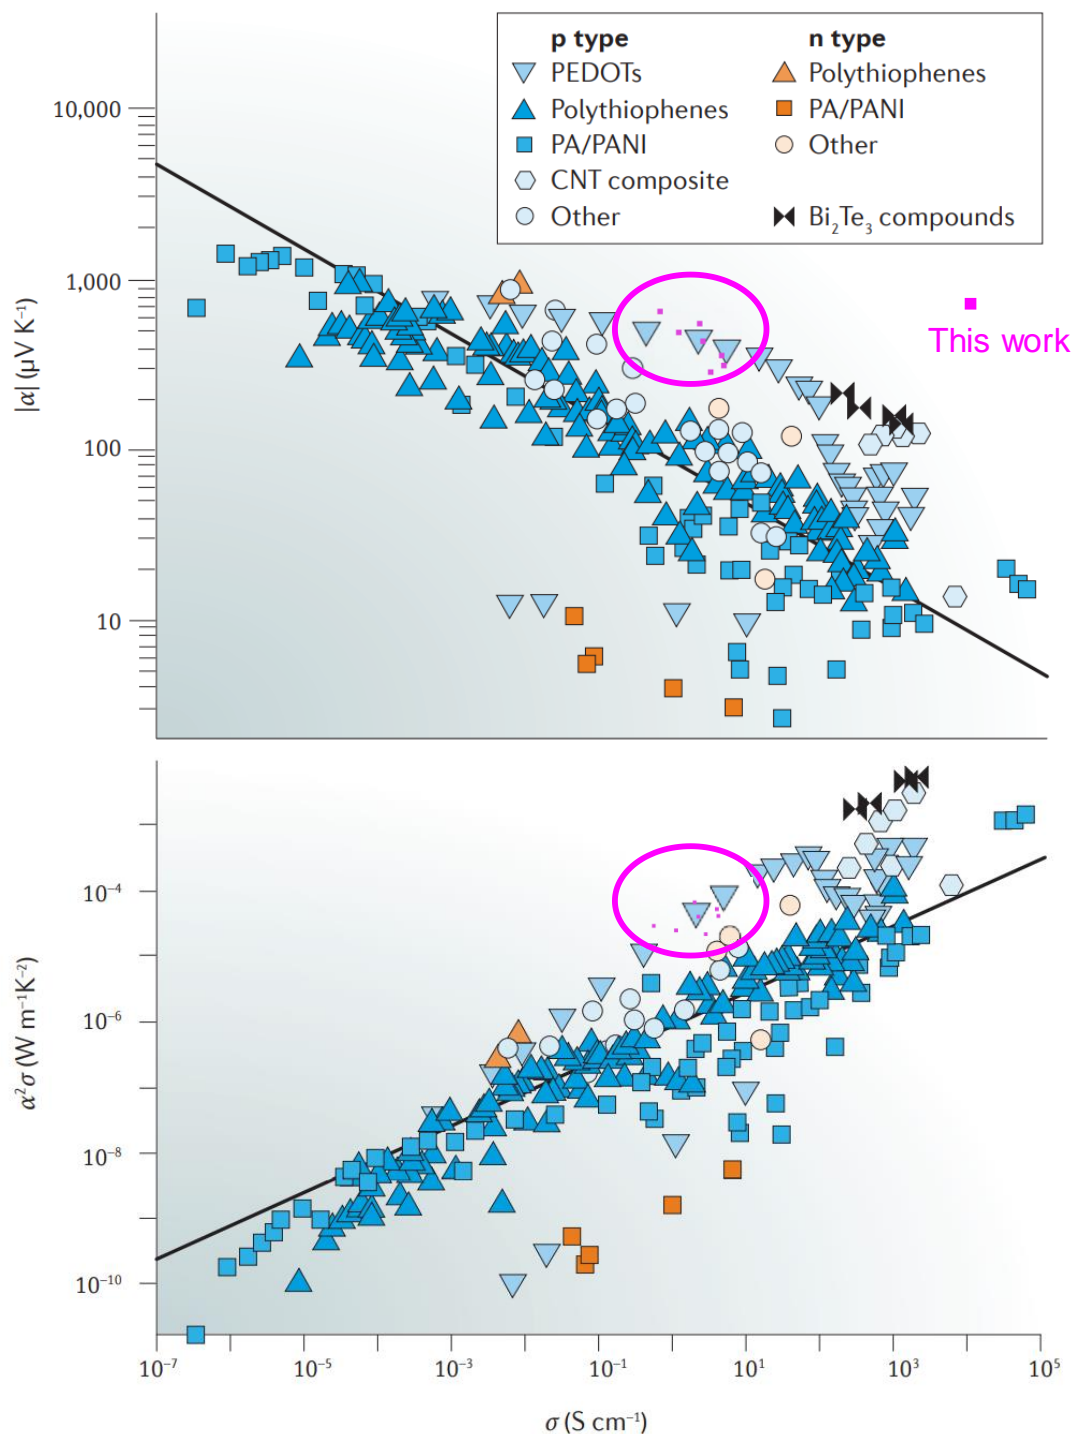 p type
n type
PEDOTs
Polythiophenes
Polythiophenes
PA/PANI
PA/PANI
Other
CNT composite
Other
Bi₂Te₃ compounds
10,000
1,000
100
10
|α| (μV K⁻¹)
This work
10⁻⁴
10⁻⁶
10⁻⁸
10⁻¹⁰
α²σ (W m⁻¹K⁻²)
10⁻⁷ 10⁻⁵ 10⁻³ 10⁻¹ 10¹ 10³ 10⁵
σ (S cm⁻¹)